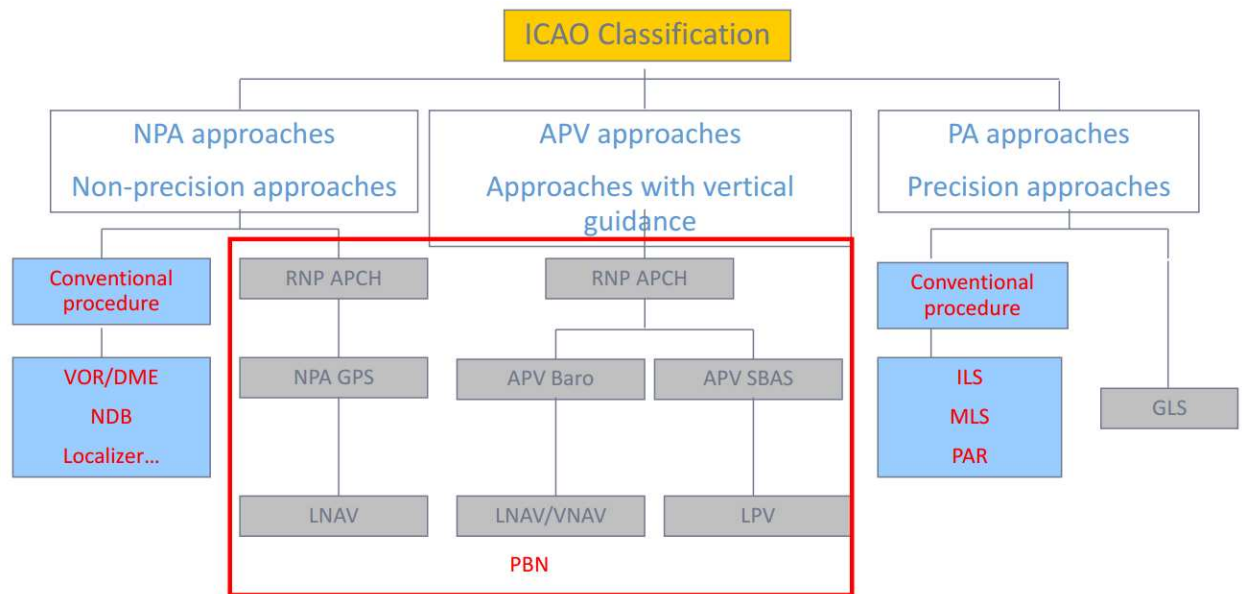 ICAO Classification
NPA approaches
Non-precision approaches
APV approaches
Approaches with vertical
guidance
PA approaches
Precision approaches
Conventional
procedure
RNP APCH
RNP APCH
Conventional
procedure
VOR/DME
NDB
Localizer...
NPA GPS
APV Baro
APV SBAS
ILS
MLS
PAR
GLS
LNAV
LNAV/VNAV
LPV
PBN